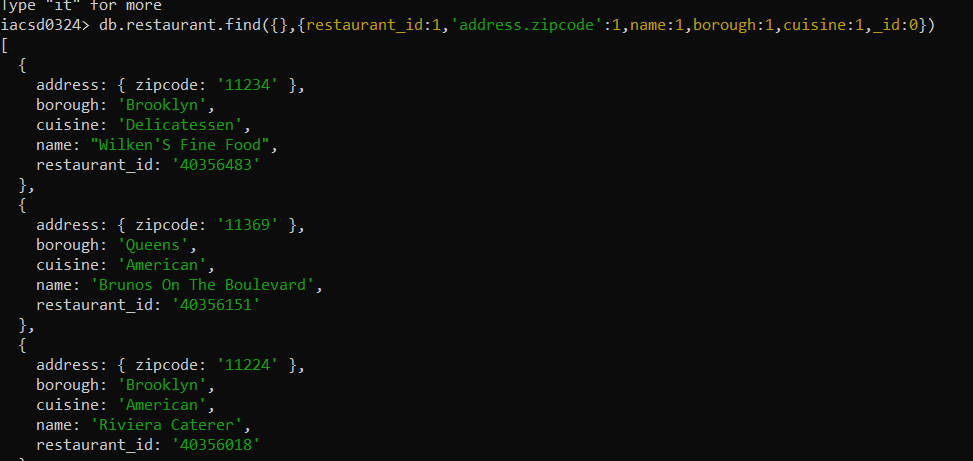 Type "it" for more
iacsd0324> db.restaurant.find({},{restaurant_id:1,'address.zipcode':1,name:1,borough:1,cuisine:1,_id:0})
[
  {
    address: { zipcode: '11234' },
    borough: 'Brooklyn',
    cuisine: 'Delicatessen',
    name: "Wilken'S Fine Food",
    restaurant_id: '40356483'
  },
  {
    address: { zipcode: '11369' },
    borough: 'Queens',
    cuisine: 'American',
    name: 'Brunos On The Boulevard',
    restaurant_id: '40356151'
  },
  {
    address: { zipcode: '11224' },
    borough: 'Brooklyn',
    cuisine: 'American',
    name: 'Riviera Caterer',
    restaurant_id: '40356018'